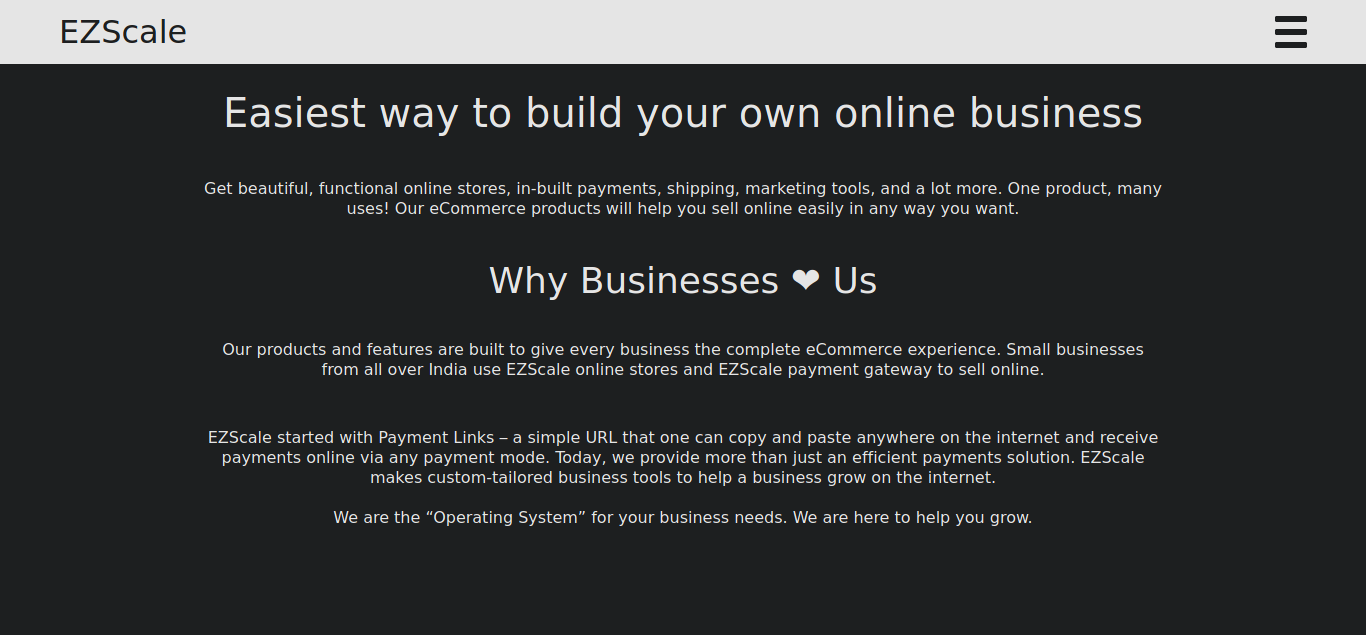 EZScale
Easiest way to build your own online business
Get beautiful, functional online stores, in-built payments, shipping, marketing tools, and a lot more. One product, many
uses! Our eCommerce products will help you sell online easily in any way you want.
Why Businesses ❤ Us
Our products and features are built to give every business the complete eCommerce experience. Small businesses
from all over India use EZScale online stores and EZScale payment gateway to sell online.
EZScale started with Payment Links – a simple URL that one can copy and paste anywhere on the internet and receive
payments online via any payment mode. Today, we provide more than just an efficient payments solution. EZScale
makes custom-tailored business tools to help a business grow on the internet.
We are the “Operating System” for your business needs. We are here to help you grow.